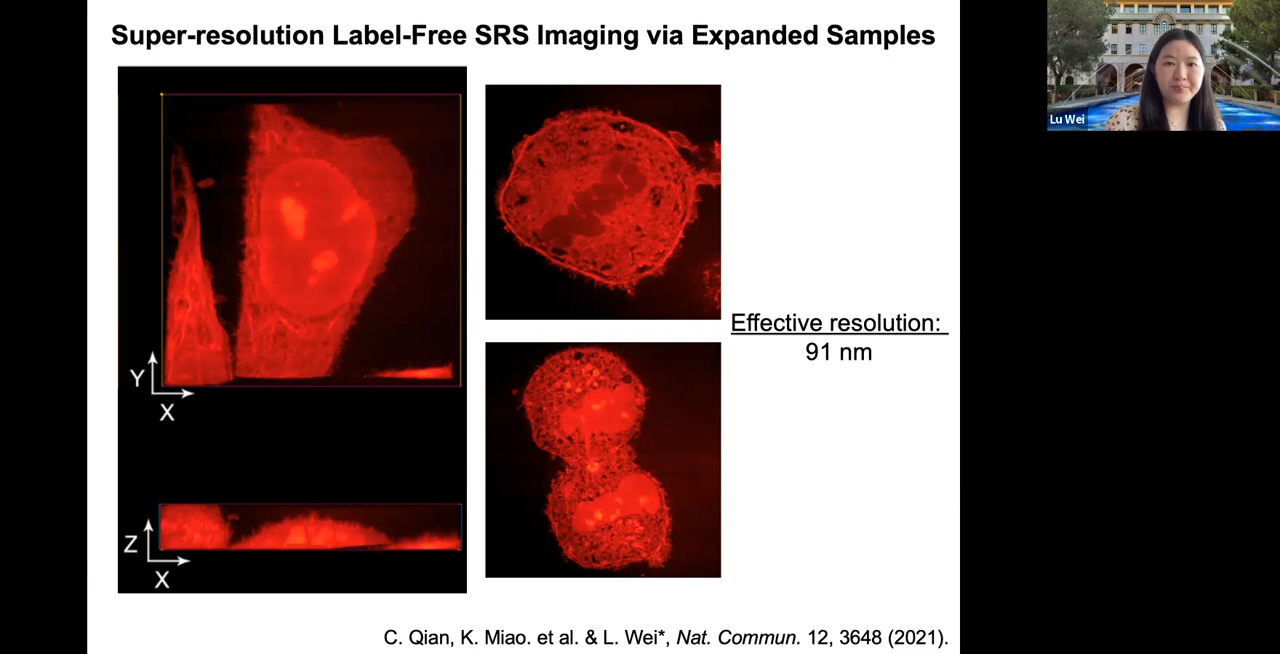 Super-resolution Label-Free SRS Imaging via Expanded Samples
Lu Wei
Y
X
Z
X
Effective resolution:
91 nm
C. Qian, K. Miao. et al. & L. Wei*, Nat. Commun. 12, 3648 (2021).